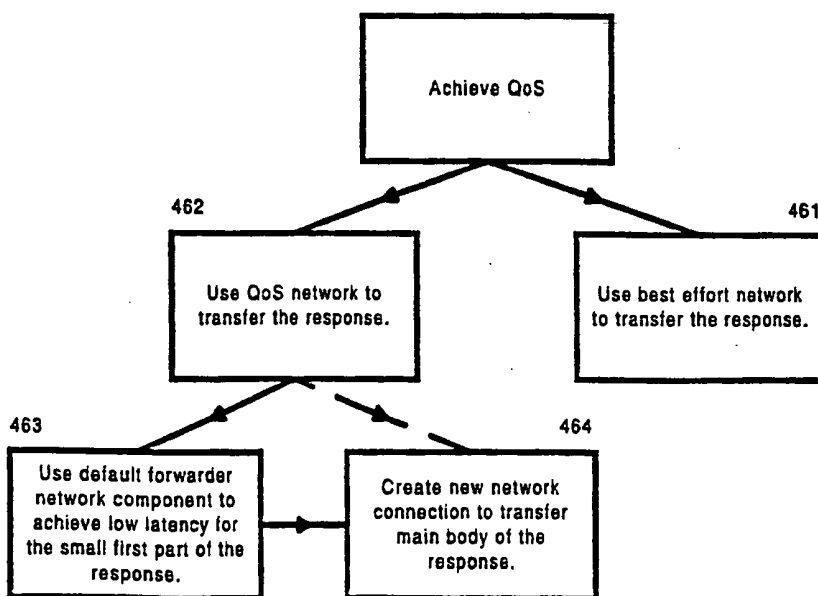 Achieve QoS
462
461
Use QoS network to
transfer the response.
Use best effort network
to transfer the response.
463
464
Use default forwarder
network component to
achieve low latency for
the small first part of the
response.
Create new network
connection to transfer
main body of the
response.